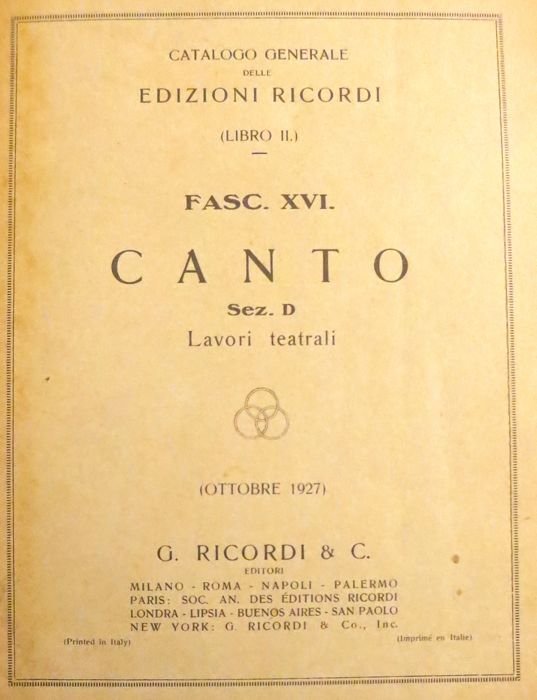 CATALOGO GENERALE
DELLE
EDIZIONI RICORDI
(LIBRO II.)
FASC. XVI.
CANTO
Sez. D
Lavori teatrali
(OTTOBRE 1927)
G. RICORDI & C.
EDITORI
MILANO - ROMA - NAPOLI - PALERMO
PARIS: SOC. AN. DES ÉDITIONS RICORDI
LONDRA - LIPSIA - BUENOS AIRES - SAN PAOLO
NEW YORK: G. RICORDI & Co., Inc.
(Printed in Italy) (Imprimé en Italie)